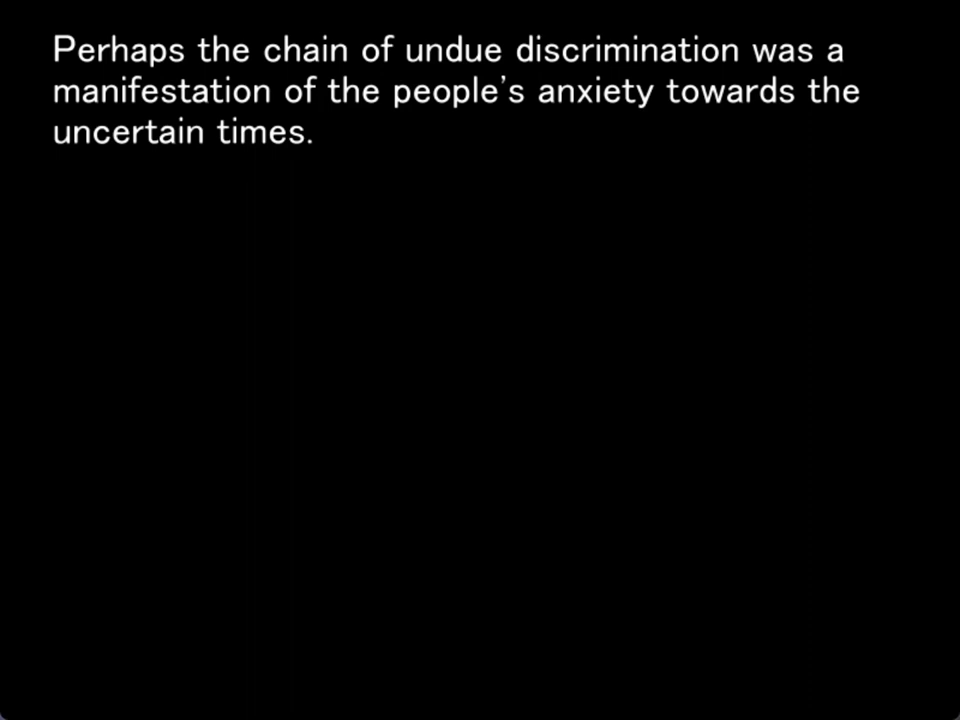 Perhaps the chain of undue discrimination was a
manifestation of the people's anxiety towards the
uncertain times.